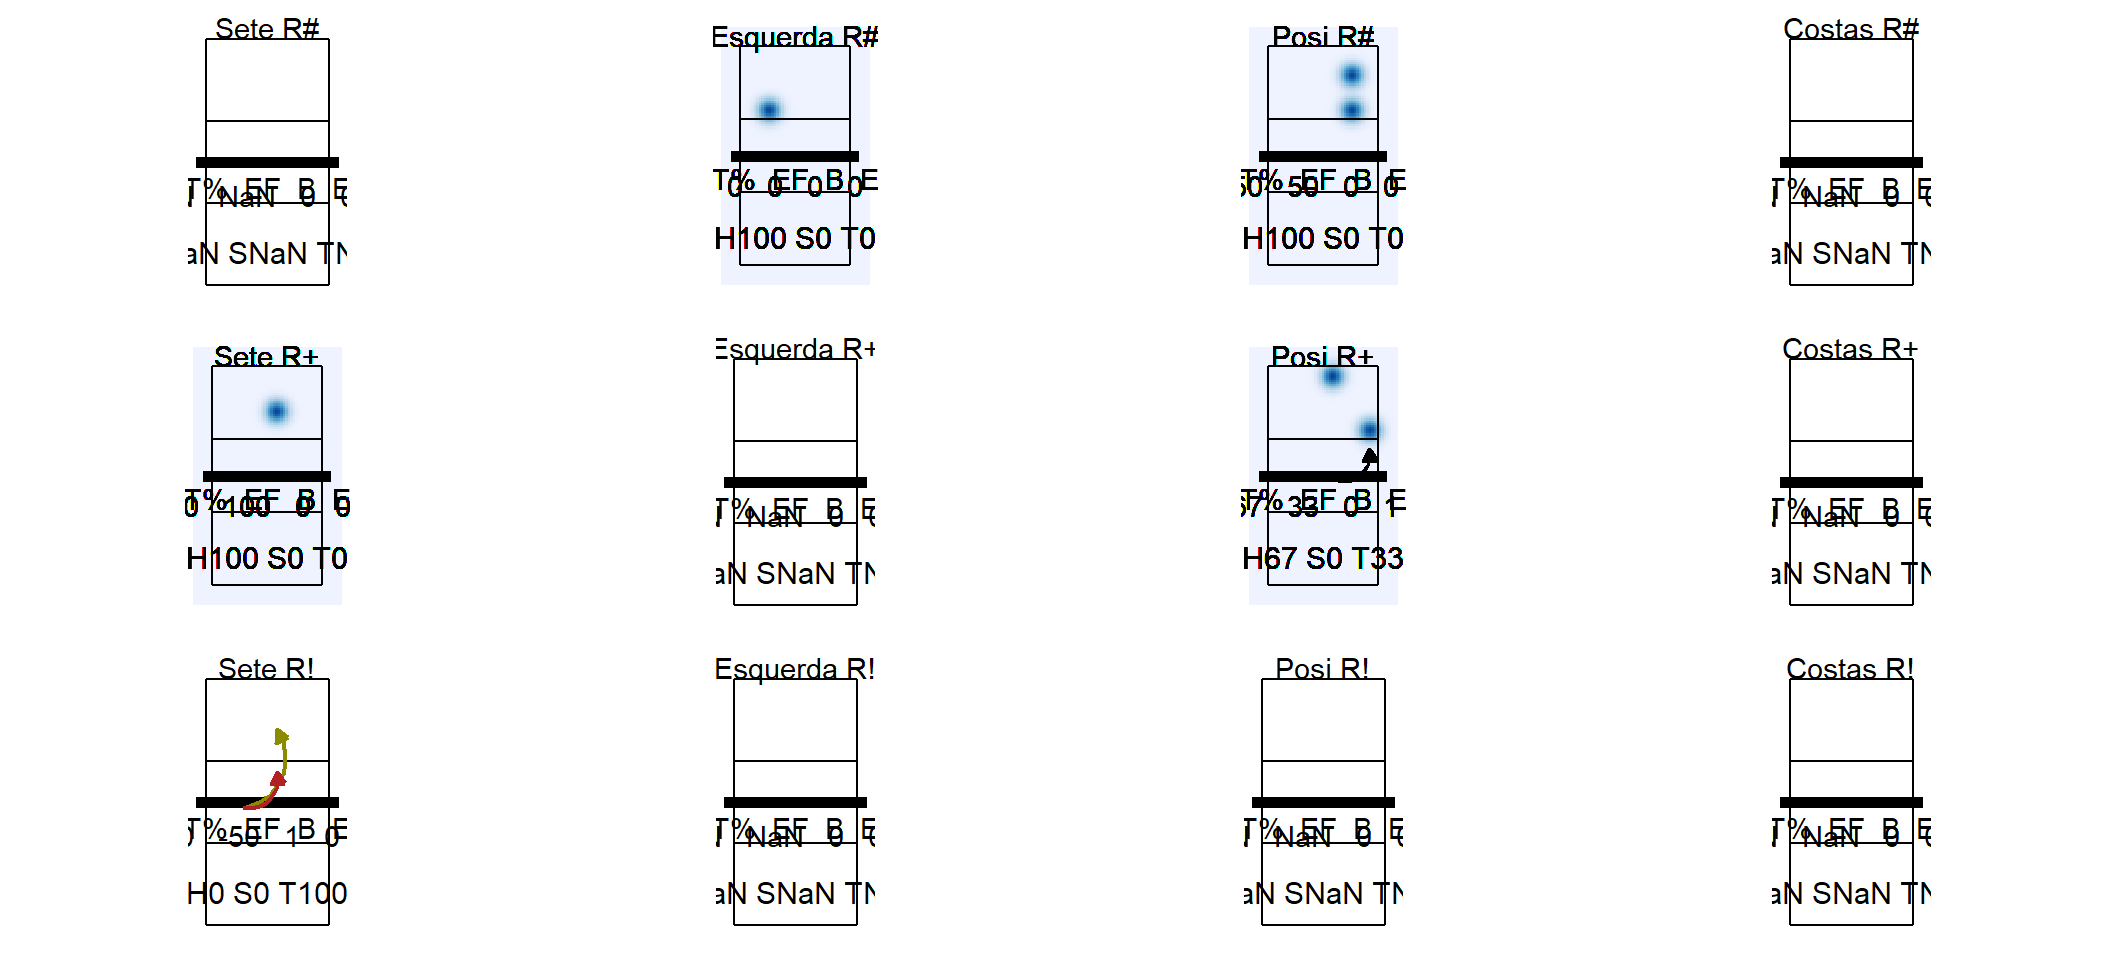 Sete R#
Esquerda R#
Posi R#
Costas R#
T% EF B E
NaN 0
aN SNaN TN
T% EF B E
0 0 0 0
H100 S0 T0
T% EF B E
50 50 0 0
H100 S0 T0
T% EF B E
NaN 0
aN SNaN TN
Sete R+
Esquerda R+
Posi R+
Costas R+
T% EF B E
0 100 0 0
H100 S0 T0
T% EF B E
NaN 0
aN SNaN TN
T% EF B E
67 33 0 1
H67 S0 T33
T% EF B E
NaN 0
aN SNaN TN
Sete R!
Esquerda R!
Posi R!
Costas R!
T% EF B E
-50 1 0
H0 S0 T100
T% EF B E
NaN 0
aN SNaN TN
T% EF B E
NaN 0
aN SNaN TN
T% EF B E
NaN 0
aN SNaN TN